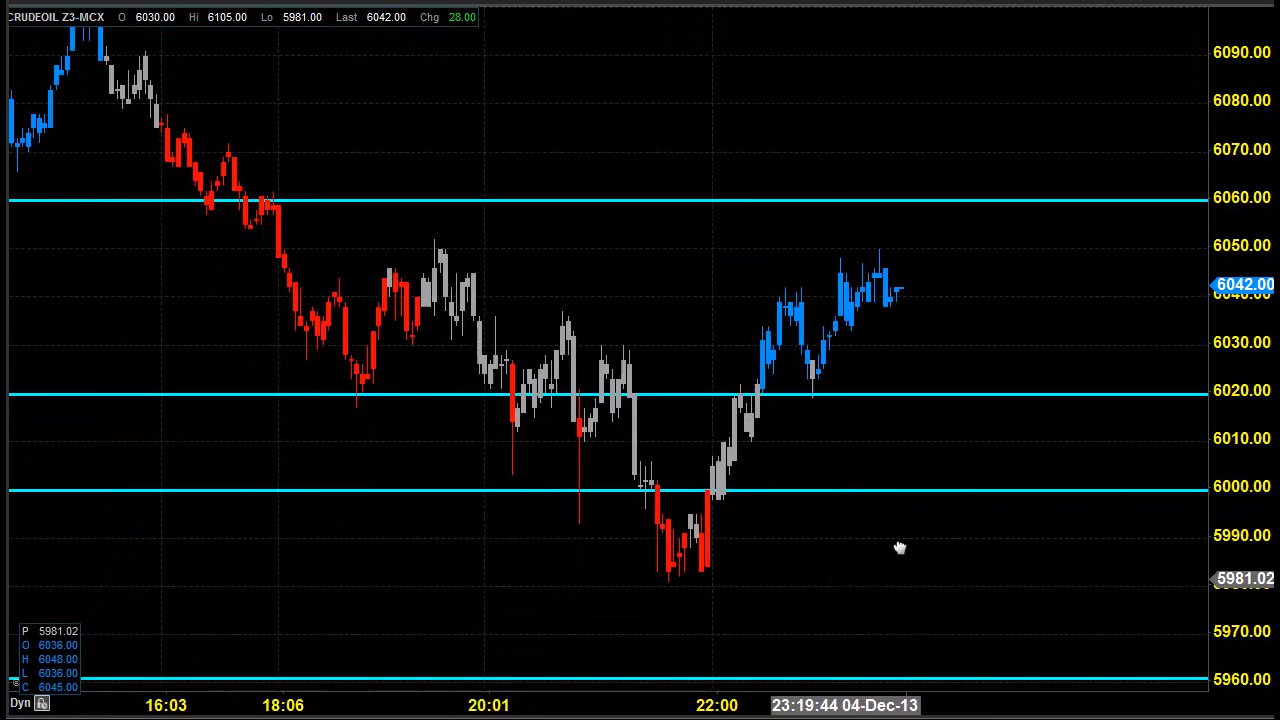 CRUDEOIL Z3-MCX O 6030.00 Hi 6105.00 Lo 5981.00 Last 6042.00 Chg 28.00
6090.00
6080.00
6070.00
6060.00
6050.00
6042.00
6040.00
6030.00
6020.00
6010.00
6000.00
5990.00
5981.02
5970.00
5960.00
P 5981.02
O 6036.00
H 6048.00
L 6036.00
C 6045.00
Dyn
16:03 18:06 20:01 22:00 23:19:44 04-Dec-13